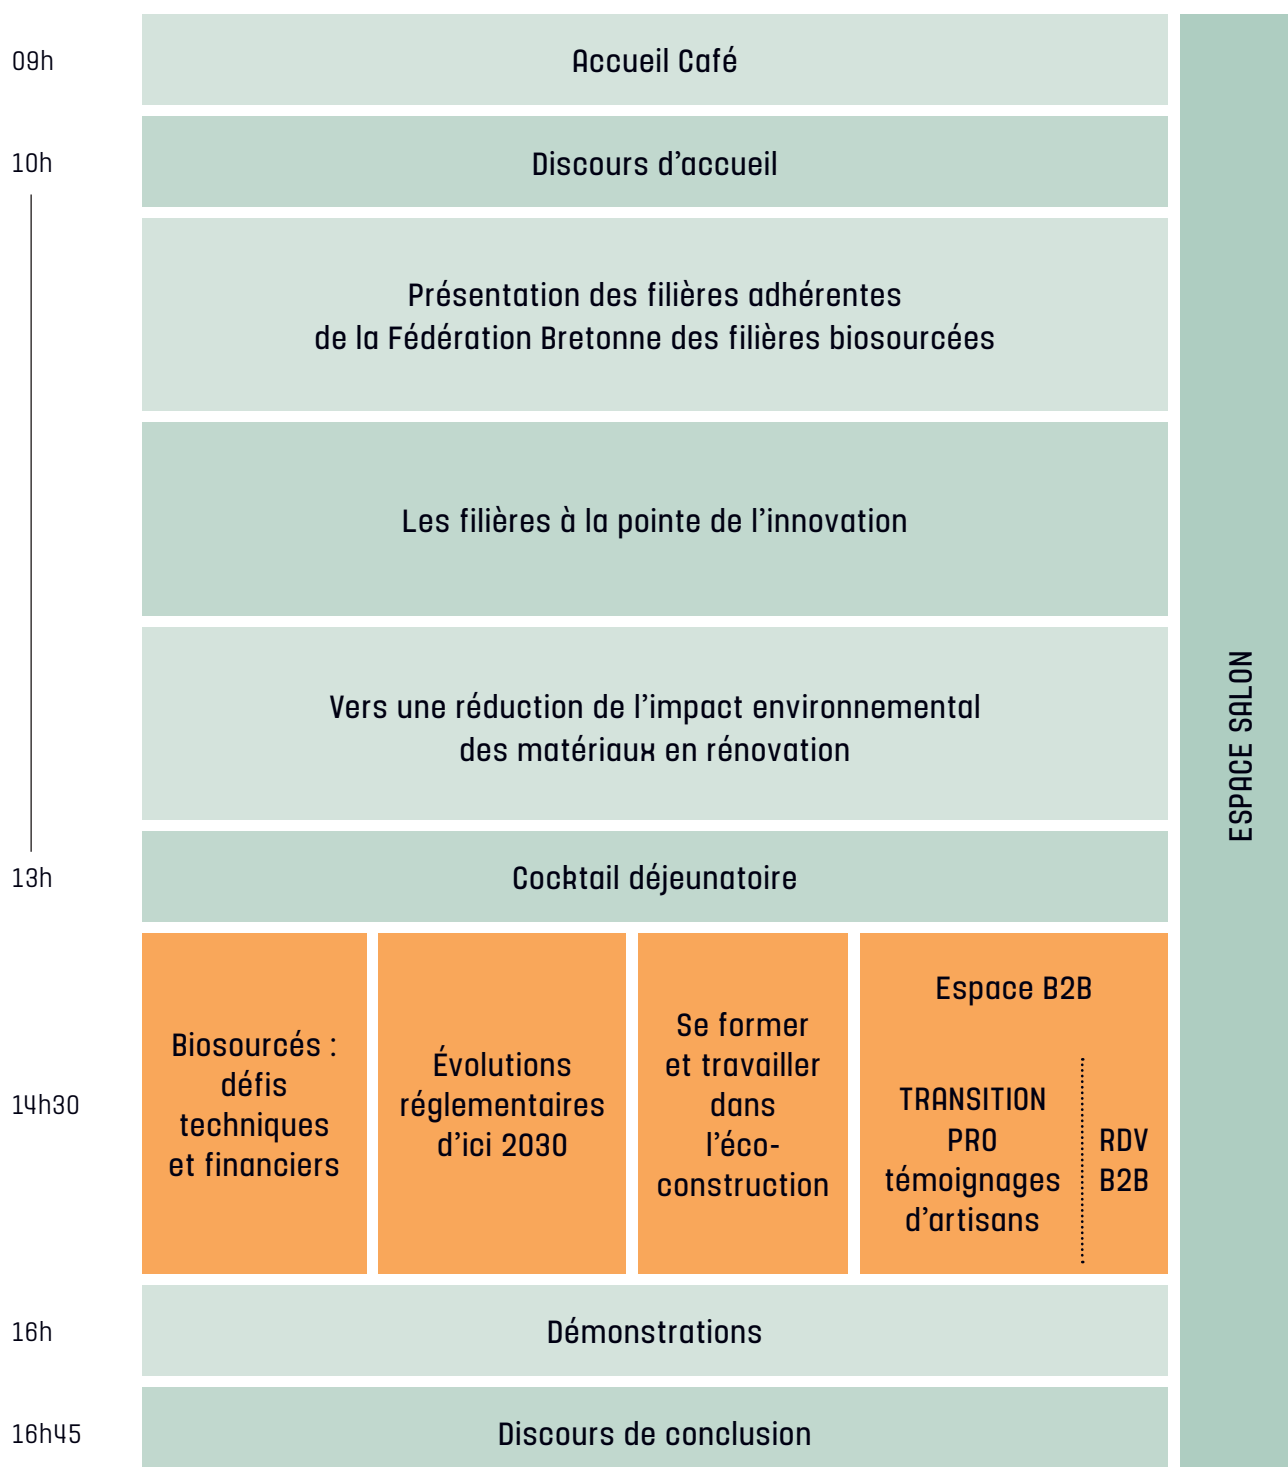 09h
Accueil Café
10h
Discours d’accueil
Présentation des filières adhérentes
de la Fédération Bretonne des filières biosourcées
Les filières à la pointe de l’innovation
Vers une réduction de l’impact environnemental
des matériaux en rénovation
13h
Cocktail déjeunatoire
14h30
Biosourcés :
défis
techniques
et financiers
Évolutions
réglementaires
d’ici 2030
Se former
et travailler
dans
l’éco-
construction
Espace B2B
TRANSITION
PRO
témoignages
d’artisans
RDV
B2B
16h
Démonstrations
16h45
Discours de conclusion
ESPACE SALON